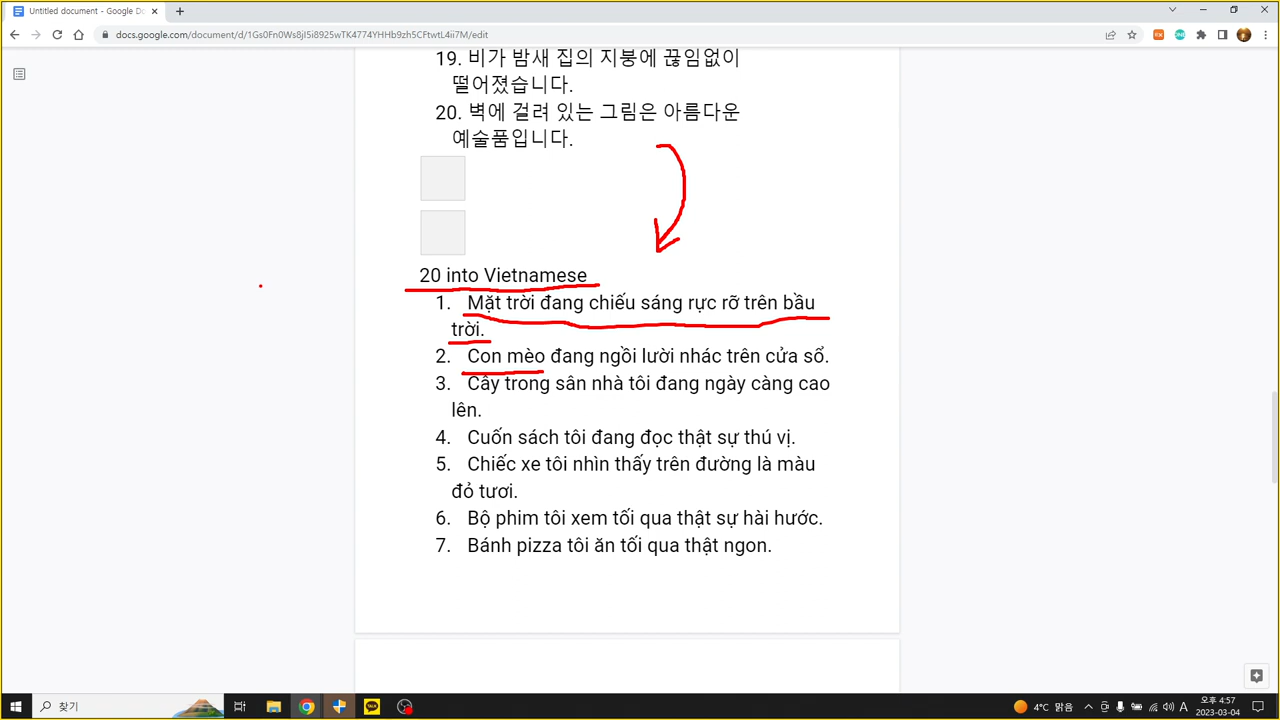 Untitled document - Google Do
docs.google.com/document/d/1Gs0Fn0Ws8jI5i8925wTK4774YHHb9zh5CFtwtL4ii7M/edit
19. 비가 밤새 집의 지붕에 끊임없이
떨어졌습니다.
20. 벽에 걸려 있는 그림은 아름다운
예술품입니다.
20 into Vietnamese
1. Mặt trời đang chiếu sáng rực rỡ trên bầu
trời.
2. Con mèo đang ngồi lười nhác trên cửa sổ.
3. Cây trong sân nhà tôi đang ngày càng cao
lên.
4. Cuốn sách tôi đang đọc thật sự thú vị.
5. Chiếc xe tôi nhìn thấy trên đường là màu
đỏ tươi.
6. Bộ phim tôi xem tối qua thật sự hài hước.
7. Bánh pizza tôi ăn tối qua thật ngon.
찾기
TALK
4°C 맑음
A
오후 4:57
2023-03-04